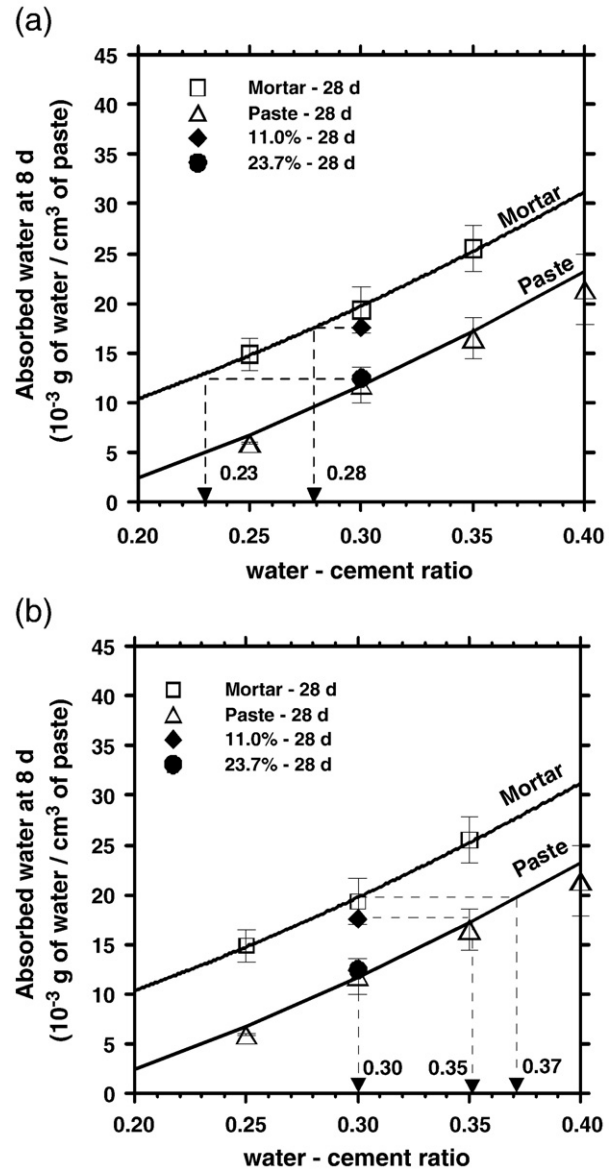 (a)
Absorbed water at 8 d
(10⁻³ g of water / cm³ of paste)
45
40
35
30
25
20
15
10
5
0
Mortar - 28 d
Paste - 28 d
11.0% - 28 d
23.7% - 28 d
Mortar
Paste
0.23
0.28
0.20
0.25
0.30
0.35
0.40
water - cement ratio
(b)
Absorbed water at 8 d
(10⁻³ g of water / cm³ of paste)
45
40
35
30
25
20
15
10
5
0
Mortar - 28 d
Paste - 28 d
11.0% - 28 d
23.7% - 28 d
Mortar
Paste
0.30
0.35
0.37
0.20
0.25
0.30
0.35
0.40
water - cement ratio